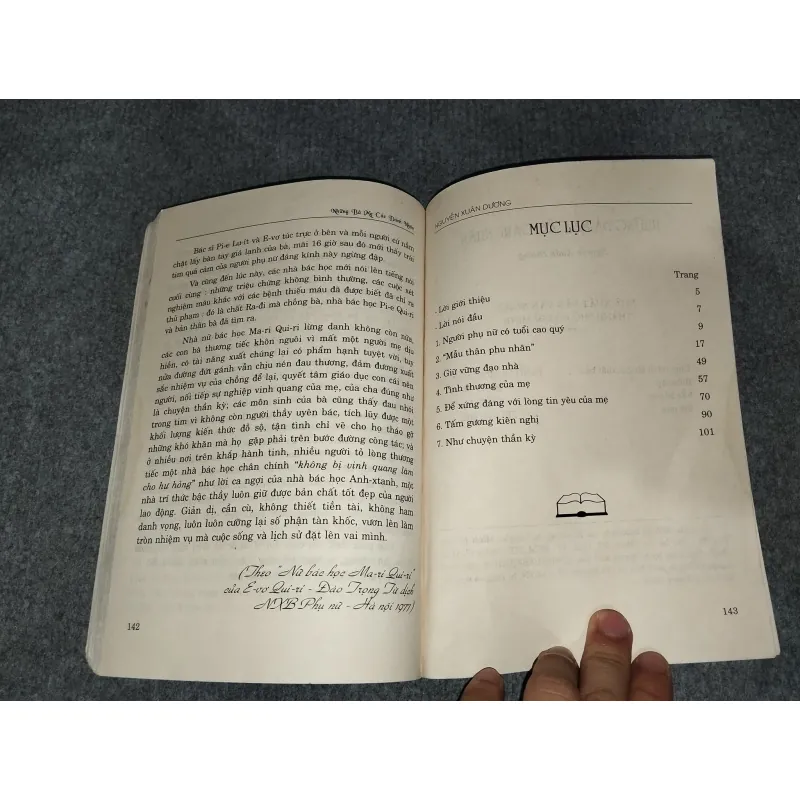 Những Bà Mẹ Các Danh Nhân
Bác sĩ Pi-e Lu-ít và E-vơ túc trực ở bên và mỗi người cứ nắm
chặt lấy bàn tay giá lạnh của bà, mãi 16 giờ sau đó mới thấy trái
tim quả cảm của người phụ nữ đáng kính này ngừng đập.
Và cũng đến lúc này, các nhà bác học mới nói lên tiếng nói
cuối cùng : những triệu chứng không bình thường, các cuộc xét
nghiệm máu khác với các bệnh thiếu máu đã được biết đã chỉ ra
thủ phạm : đó là chất Ra-đi mà chồng bà, nhà bác học Pi-e Qui-ri
và bản thân bà đã tìm ra.
Nhà nữ bác học Ma-ri Qui-ri lừng danh không còn nữa,
các con bà thương tiếc khôn nguôi vì mất một người mẹ dịu
hiền, có tài năng xuất chúng lại có phẩm hạnh tuyệt vời, tuy
nửa đường đứt gánh vẫn chịu nén đau thương, đảm đương xuất
sắc nhiệm vụ của chồng để lại, quyết tâm giáo dục con cái nên
người, nối tiếp sự nghiệp vinh quang của mẹ, của cha đúng như
là chuyện thần kỳ; các môn sinh của bà cũng thấy đau nhói
trong tim vì không còn người thầy uyên bác, tích lũy được một
khối lượng kiến thức đồ sộ, tận tình chỉ vẽ cho họ tháo gỡ
những khó khăn mà họ gặp phải trên bước đường công tác; và
ở nhiều nơi trên khắp hành tinh, nhiều người tỏ lòng thương
tiếc một nhà bác học chân chính "không bị vinh quang làm
cho hư hỏng" như lời ca ngợi của nhà bác học Anh-xtanh, một
nhà trí thức bậc thầy luôn giữ được bản chất tốt đẹp của người
lao động. Giản dị, cần cù, không thiết tiền tài, không ham
danh vọng, luôn luôn cưỡng lại số phận tàn khốc, vươn lên làm
tròn nhiệm vụ mà cuộc sống và lịch sử đặt lên vai mình.
(Theo "Nữ bác học Ma-ri Qui-ri"
của E-vơ Qui-ri - Đào Trọng Từ dịch
NXB Phụ nữ - Hà nội 1977)
142
NGUYỄN XUÂN DƯƠNG
MỤC LỤC
Trang
- Lời giới thiệu 5
- Lời nói đầu 7
1. Người phụ nữ có tuổi cao quý 9
2. "Mẫu thân phu nhân" 17
3. Giữ vững đạo nhà 49
4. Tình thương của mẹ 57
5. Để xứng đáng với lòng tin yêu của mẹ 70
6. Tấm gương kiên nghị 90
7. Như chuyện thần kỳ 101
143